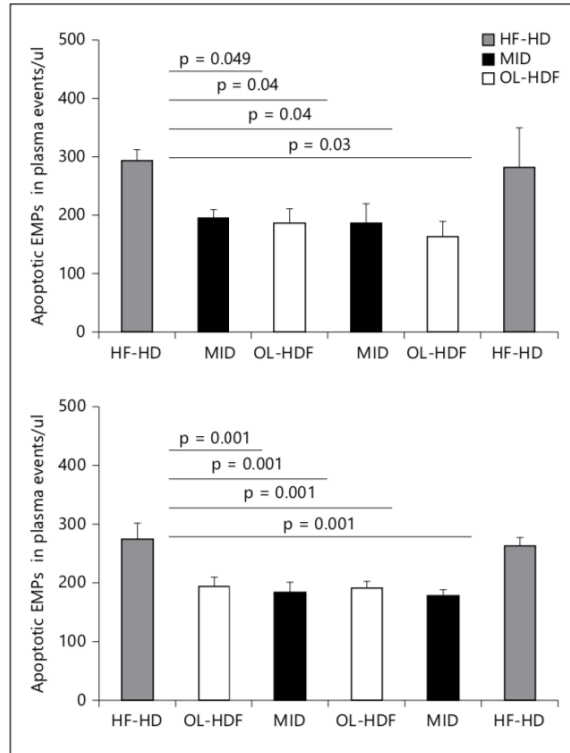 Apoptotic EMPs in plasma events/ul
500
400
300
200
100
0
HF-HD
MID
OL-HDF
p = 0.049
p = 0.04
p = 0.04
p = 0.03
HF-HD MID OL-HDF MID OL-HDF HF-HD
Apoptotic EMPs in plasma events/ul
500
400
300
200
100
0
p = 0.001
p = 0.001
p = 0.001
p = 0.001
HF-HD OL-HDF MID OL-HDF MID HF-HD